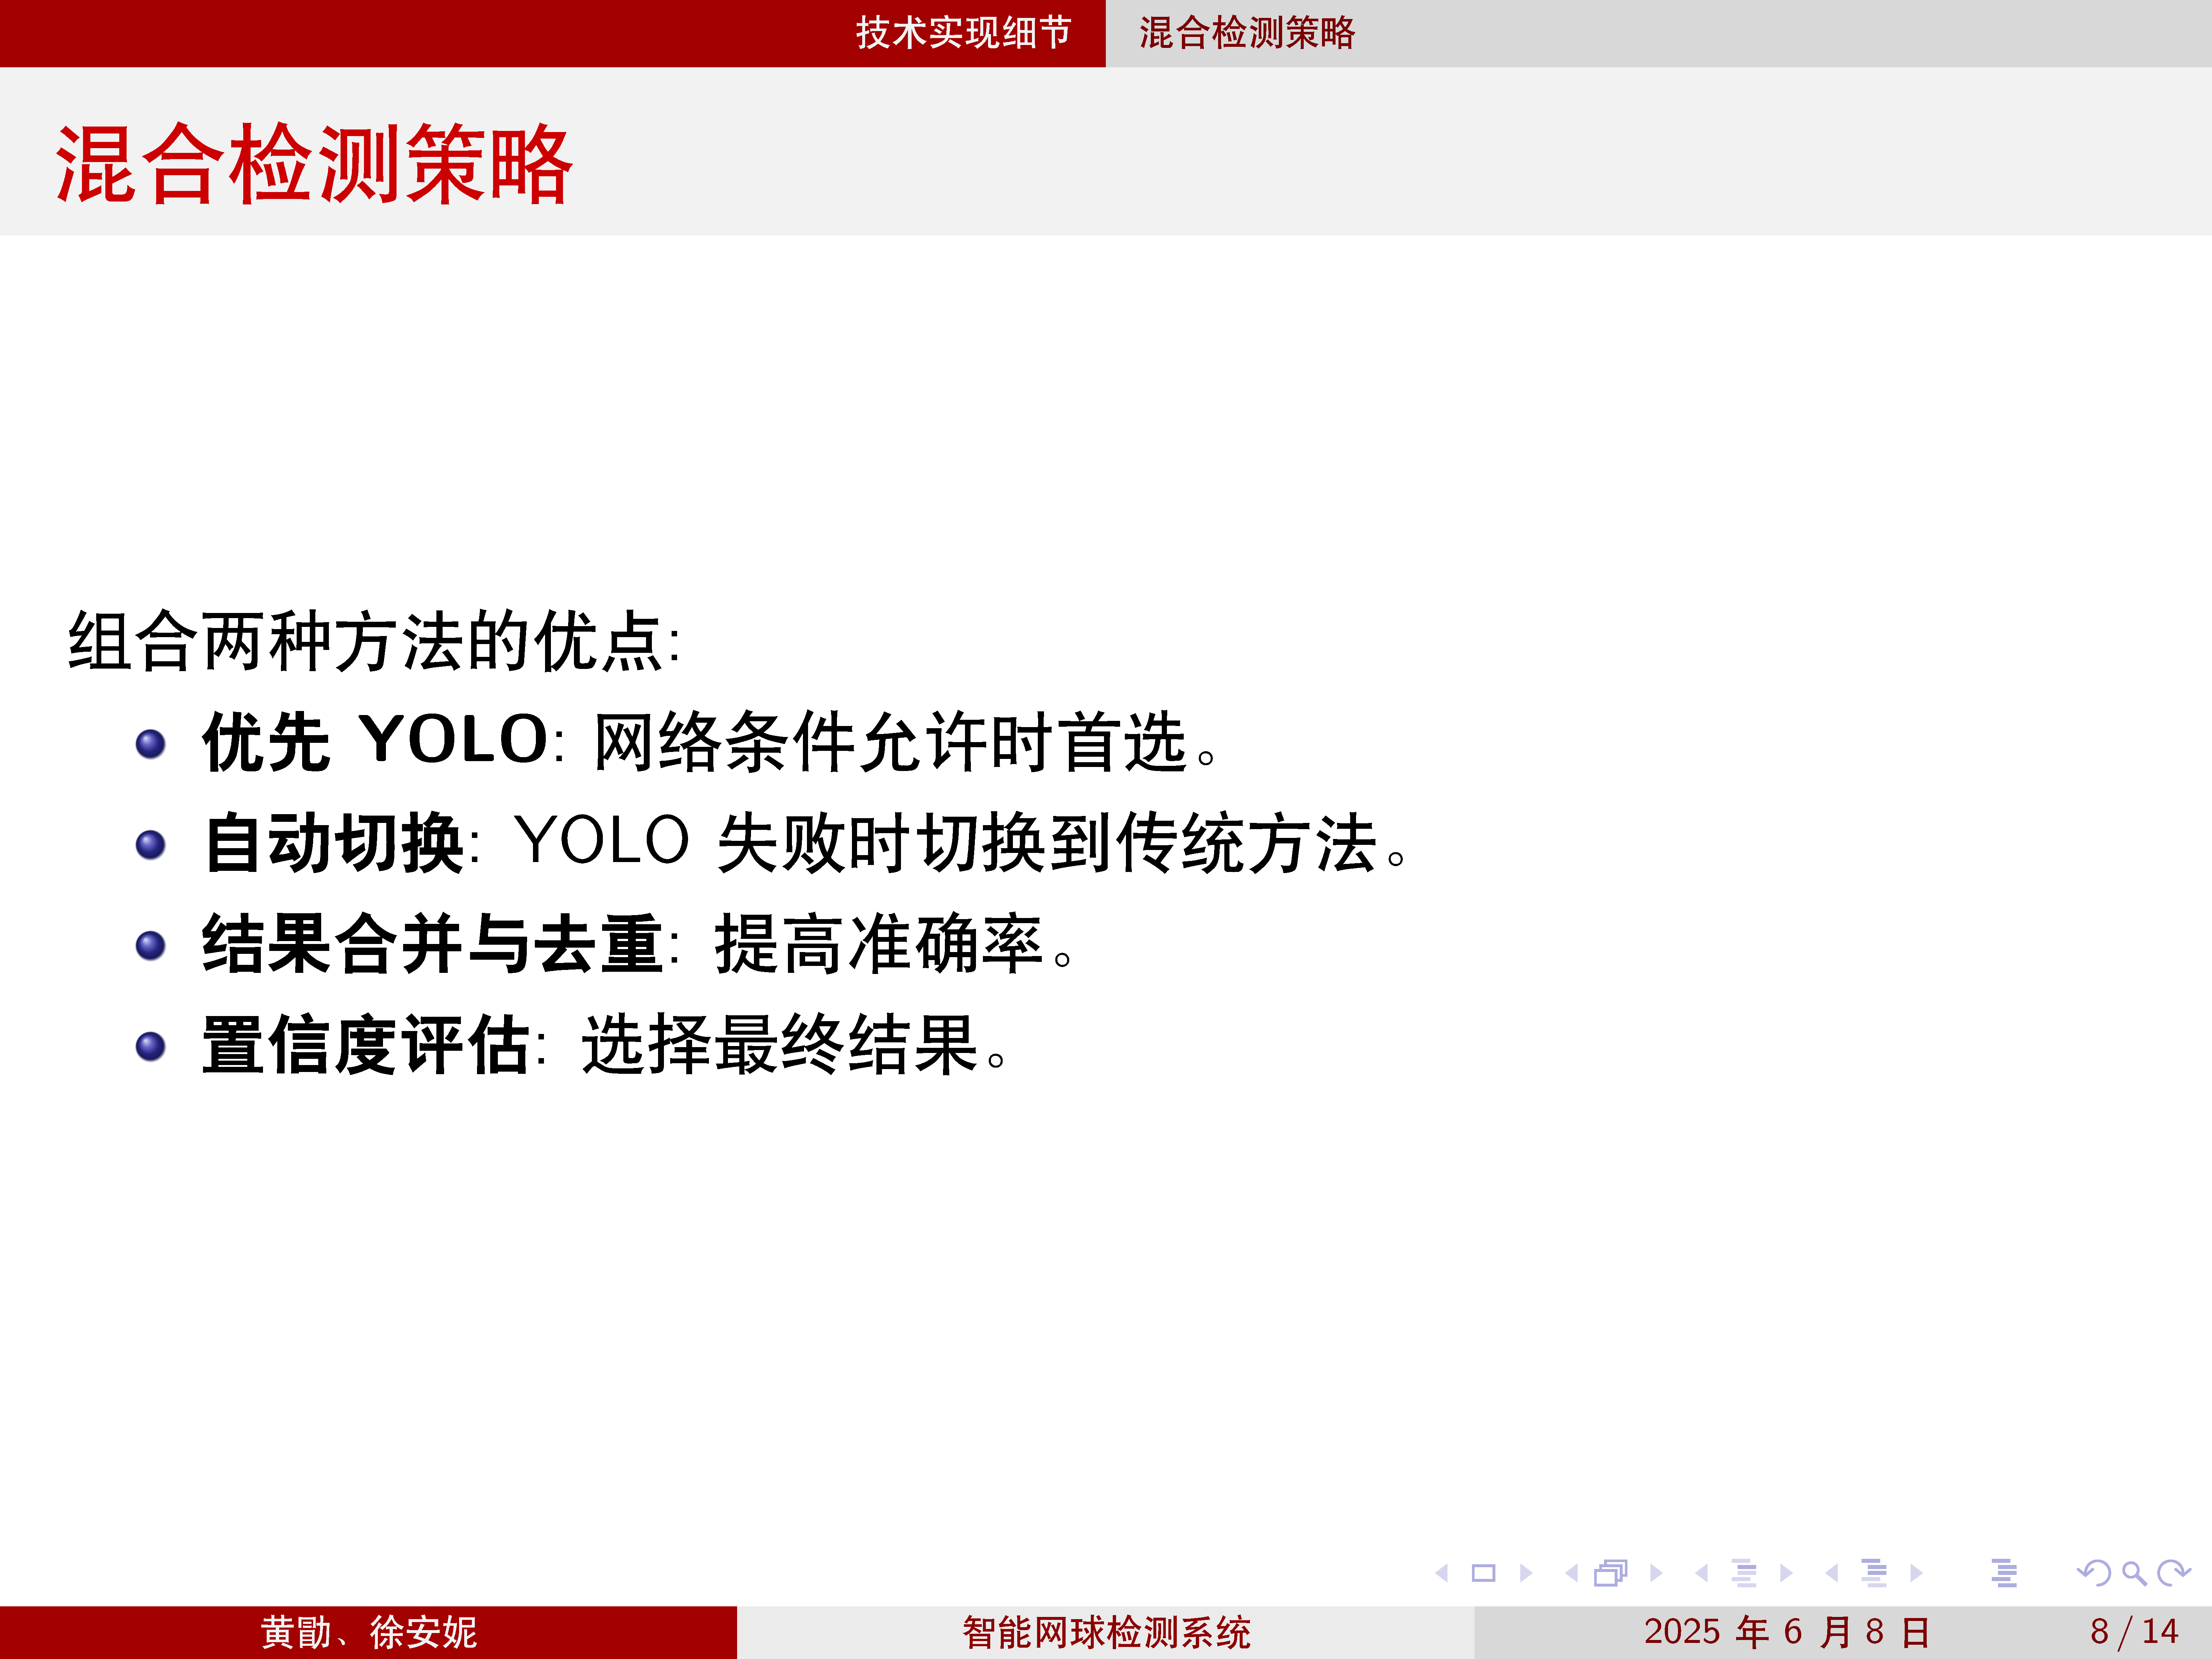 技术实现细节 混合检测策略
混合检测策略
组合两种方法的优点:
优先 YOLO: 网络条件允许时首选。
自动切换: YOLO 失败时切换到传统方法。
结果合并与去重: 提高准确率。
置信度评估: 选择最终结果。
黄勖、徐安妮 智能网球检测系统 2025 年 6 月 8 日 8 / 14